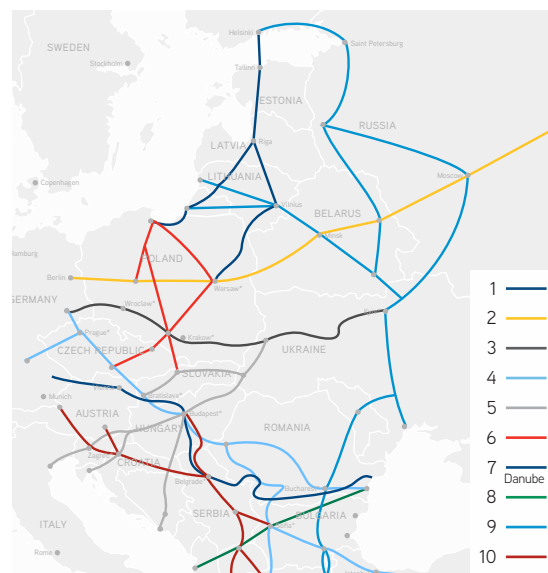 Helsinki
SWEDEN
Saint Petersburg
Stockholm
Tallinn
ESTONIA
RUSSIA
LATVIA
Riga
LITHUANIA
Moscow
Copenhagen
Vilnius
BELARUS
Minsk
Hamburg
POLAND
Berlin
Warsaw*
1
GERMANY
Wroclaw*
2
Prague*
Krakow*
UKRAINE
3
CZECH REPUBLIC
SLOVAKIA
4
Munich
Bratislava*
AUSTRIA
Budapest*
5
HUNGARY
ROMANIA
6
Zagreb
CROATIA
7
Belgrade*
Danube
Bucharest
8
SERBIA
BULGARIA
9
ITALY
Rome
10